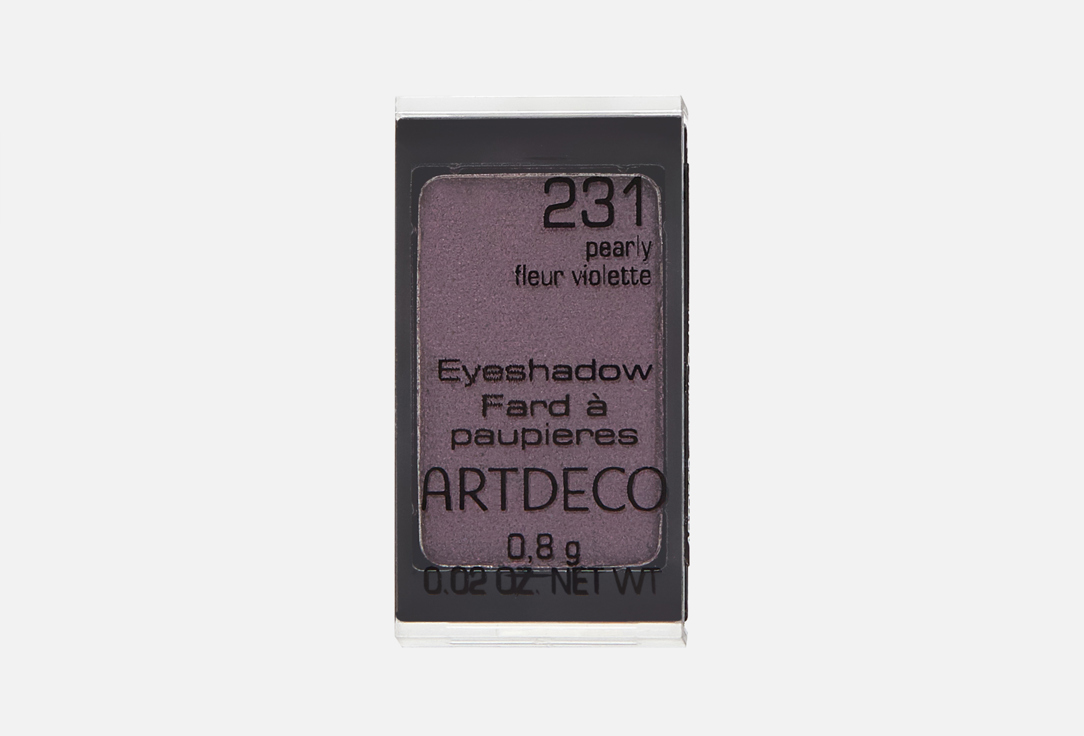 231
pearly
fleur violette
Eyeshadow
Fard à
paupieres
ARTDECO
0,8 g
0.02 OZ. NET WT